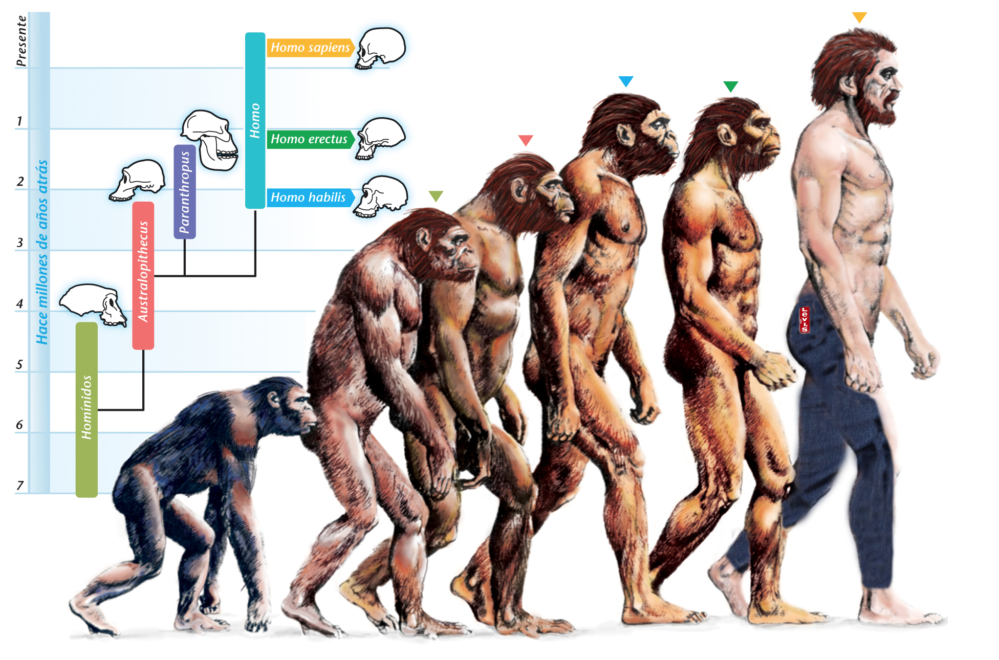 Presente
1
2
3
4
5
6
7
Hace millones de años atrás
Homínidos
Australopithecus
Paranthropus
Homo
Homo sapiens
Homo erectus
Homo habilis
Levi's
®